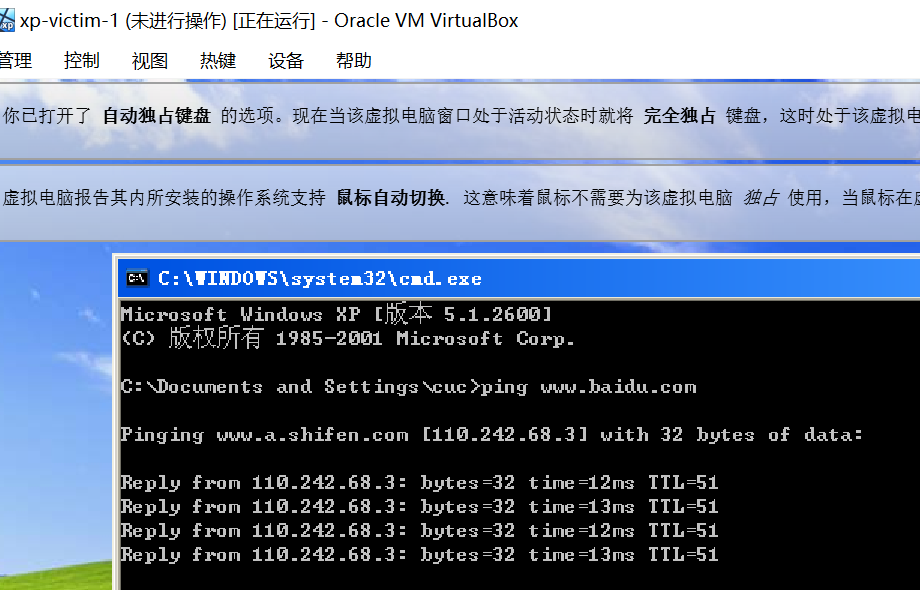 xp-victim-1 (未进行操作) [正在运行] - Oracle VM VirtualBox
管理 控制 视图 热键 设备 帮助
你已打开了 自动独占键盘 的选项。现在当该虚拟电脑窗口处于活动状态时就将 完全独占 键盘，这时处于该虚拟电
虚拟电脑报告其内所安装的操作系统支持 鼠标自动切换. 这意味着鼠标不需要为该虚拟电脑 独占 使用，当鼠标在虚
C:\WINDOWS\system32\cmd.exe
Microsoft Windows XP [版本 5.1.2600]
(C) 版权所有 1985-2001 Microsoft Corp.
C:\Documents and Settings\cuc>ping www.baidu.com
Pinging www.a.shifen.com [110.242.68.3] with 32 bytes of data:
Reply from 110.242.68.3: bytes=32 time=12ms TTL=51
Reply from 110.242.68.3: bytes=32 time=13ms TTL=51
Reply from 110.242.68.3: bytes=32 time=12ms TTL=51
Reply from 110.242.68.3: bytes=32 time=13ms TTL=51